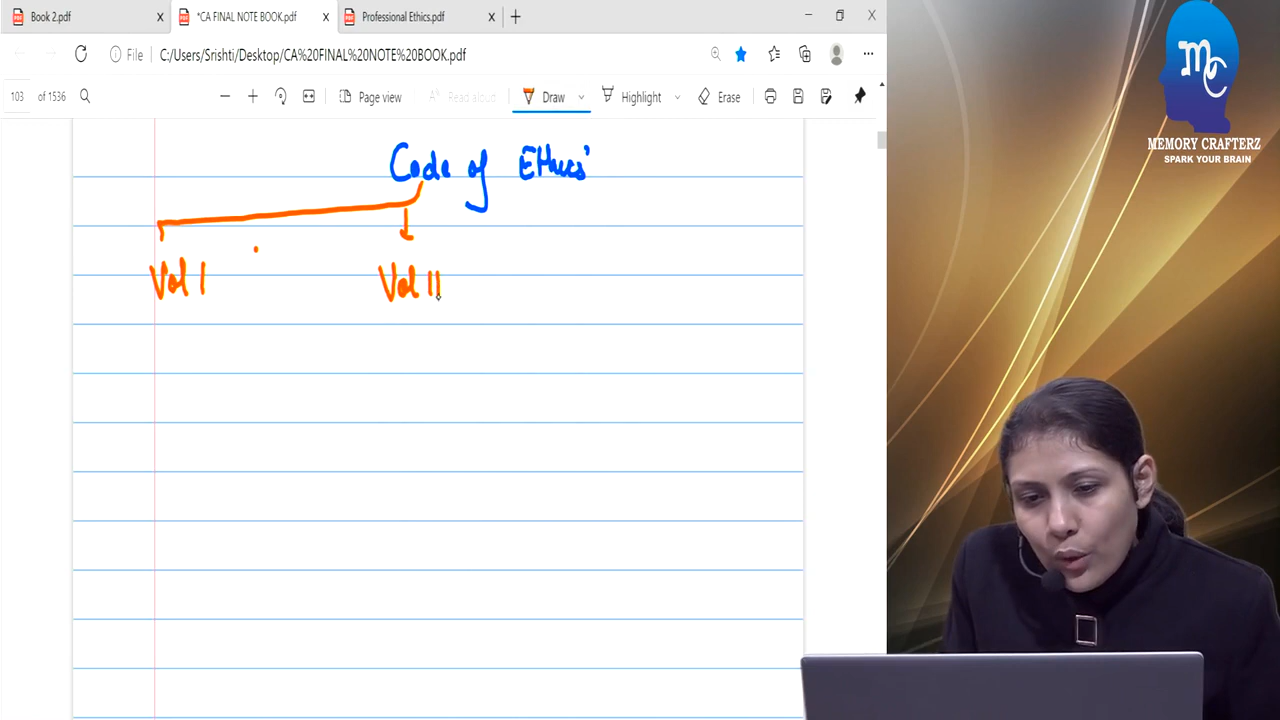 Book 2.pdf
*CA FINAL NOTE BOOK.pdf
Professional Ethics.pdf
File
C:/Users/Srishti/Desktop/CA%20FINAL%20NOTE%20BOOK.pdf
103 of 1536
Page view
Read aloud
Draw
Highlight
Erase
Code of Ethics'
Vol I
Vol II
MC
MEMORY CRAFTERZ
SPARK YOUR BRAIN